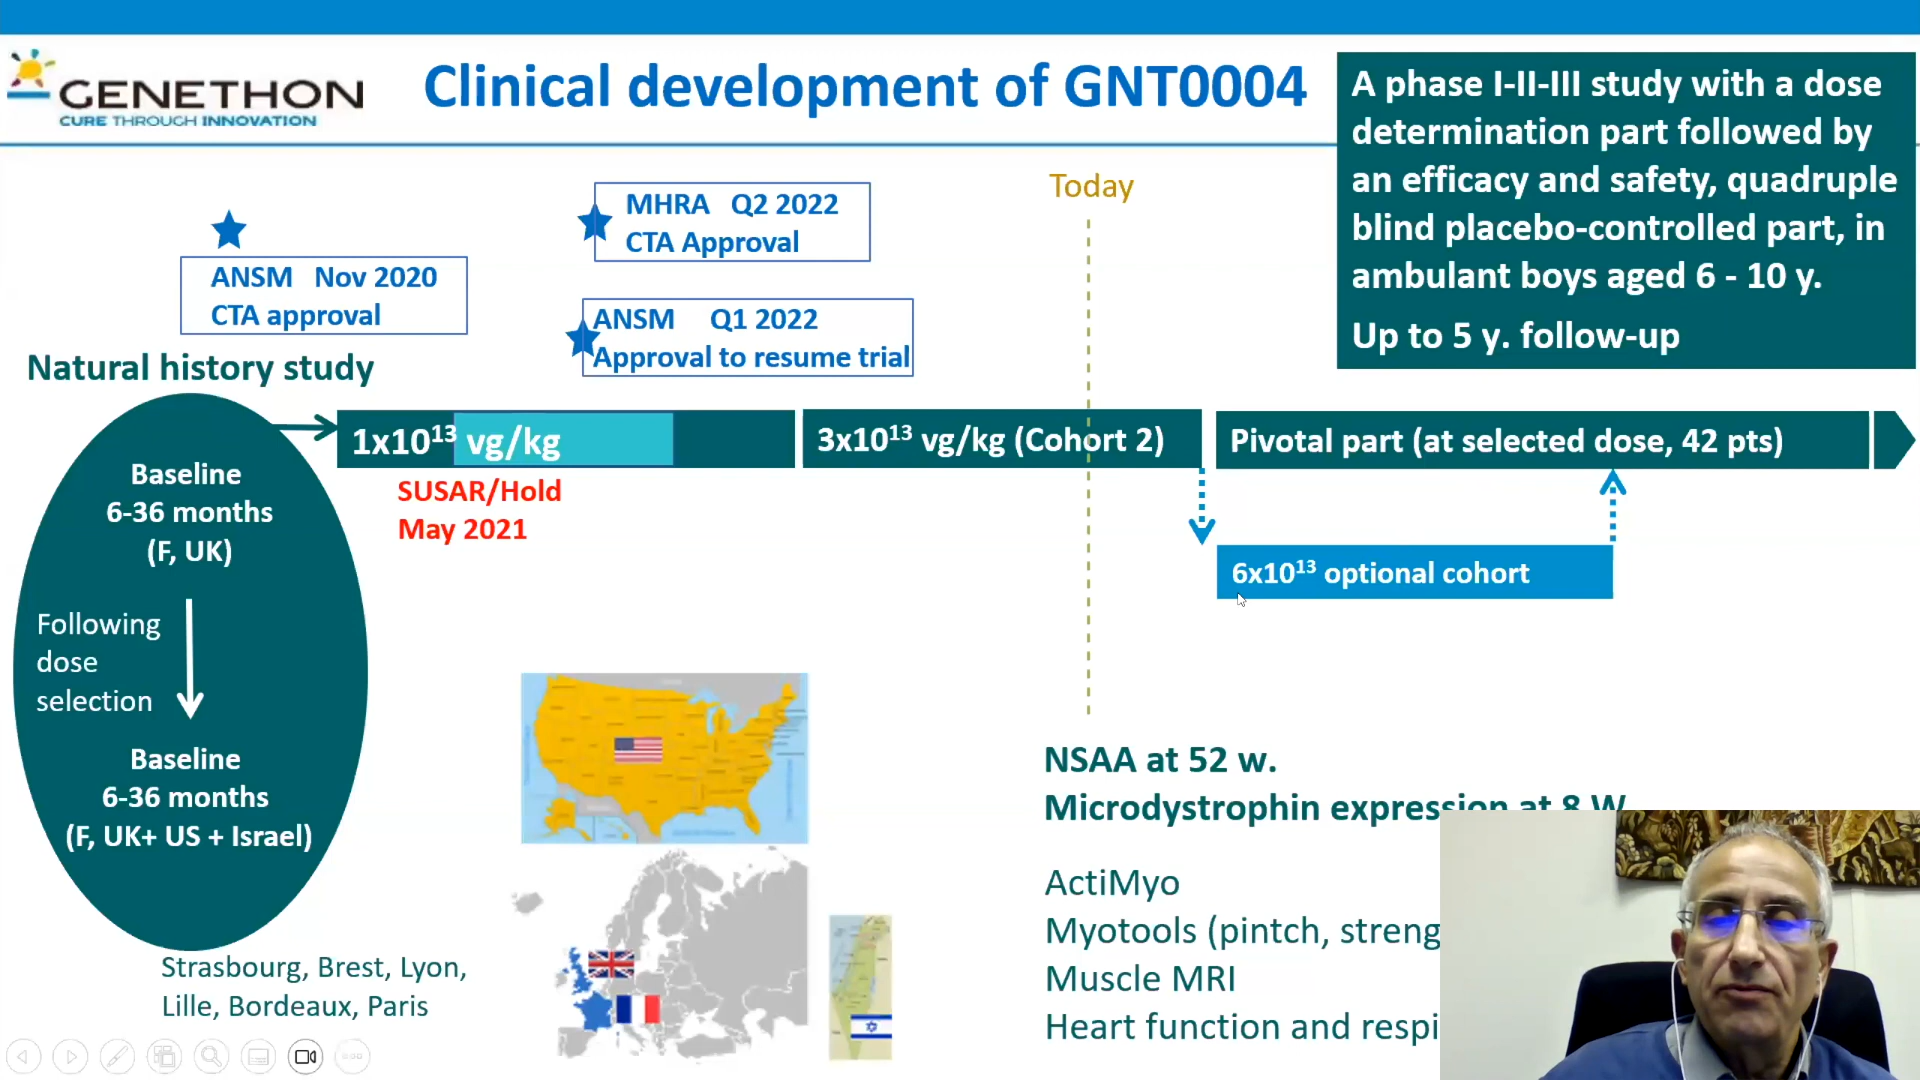 GENETHON
CURE THROUGH INNOVATION
Clinical development of GNT0004
A phase I-II-III study with a dose
determination part followed by
an efficacy and safety, quadruple
blind placebo-controlled part, in
ambulant boys aged 6 - 10 y.
Up to 5 y. follow-up
Today
MHRA Q2 2022
CTA Approval
ANSM Nov 2020
CTA approval
ANSM Q1 2022
Approval to resume trial
Natural history study
1x10¹³ vg/kg
3x10¹³ vg/kg (Cohort 2)
Pivotal part (at selected dose, 42 pts)
SUSAR/Hold
May 2021
6x10¹³ optional cohort
Baseline
6-36 months
(F, UK)
Following
dose
selection
Baseline
6-36 months
(F, UK+ US + Israel)
Strasbourg, Brest, Lyon,
Lille, Bordeaux, Paris
NSAA at 52 w.
Microdystrophin expression at 8 W
ActiMyo
Myotools (pintch, streng
Muscle MRI
Heart function and respi